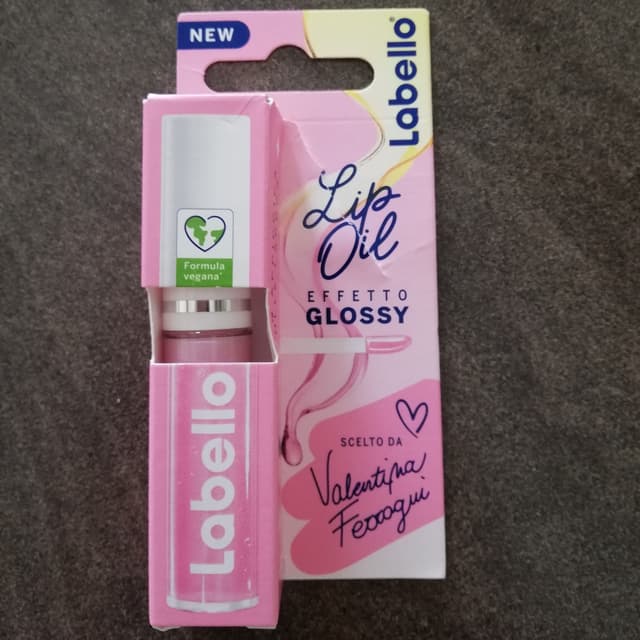 NEW
Labello
Lip
Oil
EFFETTO
GLOSSY
Formula
vegana*
Labello
SCELTO DA
Valentina
Ferragni